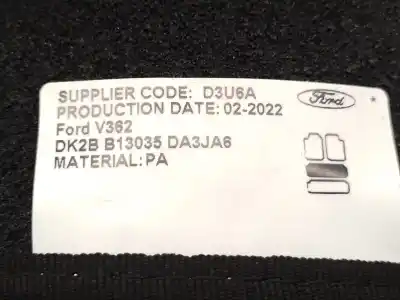 SUPPLIER CODE: D3U6A
Ford
PRODUCTION DATE: 02-2022
Ford V362
DK2B B13035 DA3JA6
MATERIAL: PA